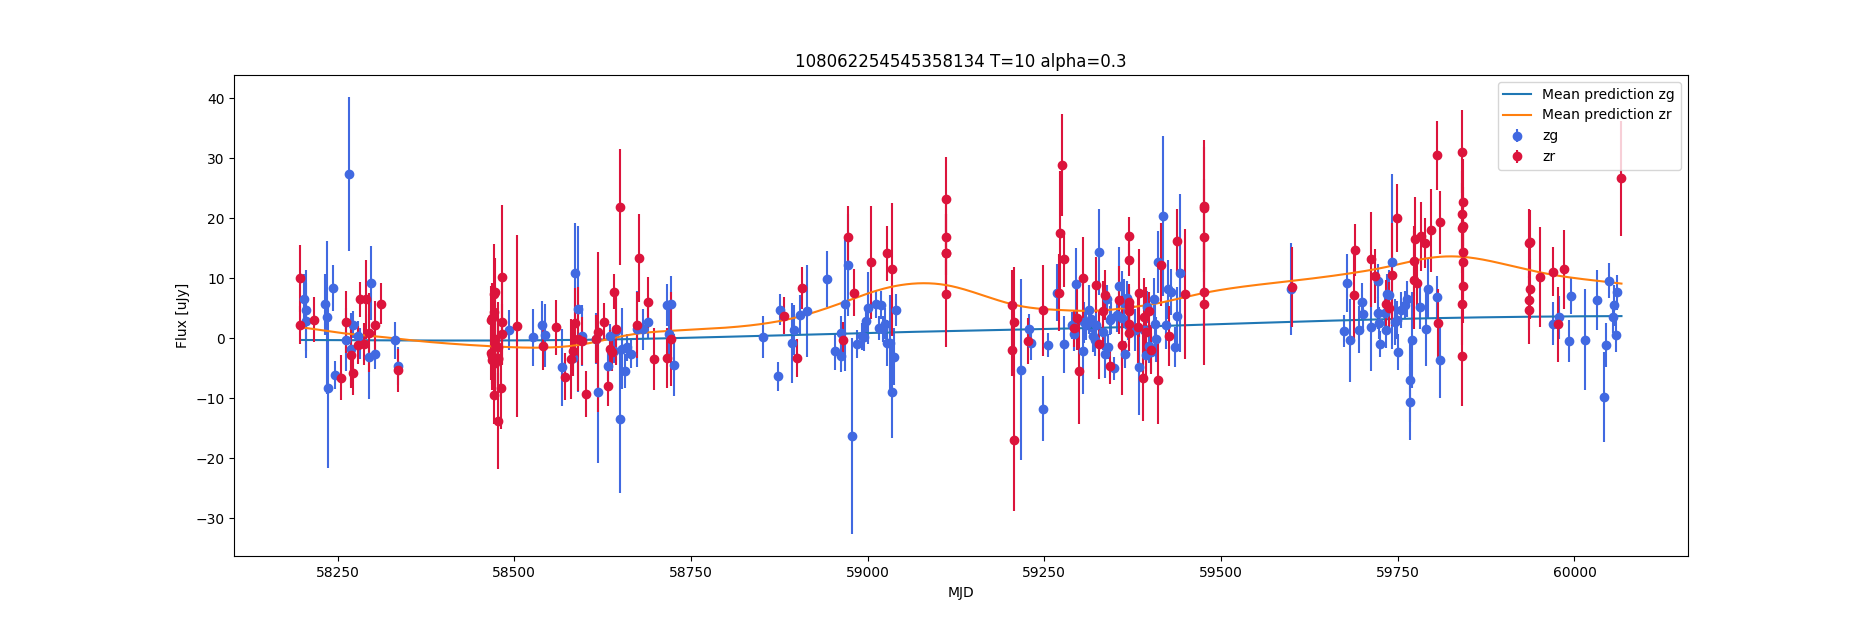 108062254545358134 T=10 alpha=0.3
Mean prediction zg
Mean prediction zr
zg
zr
Flux [uJy]
40
30
20
10
0
−10
−20
−30
58250 58500 58750 59000 59250 59500 59750 60000
MJD